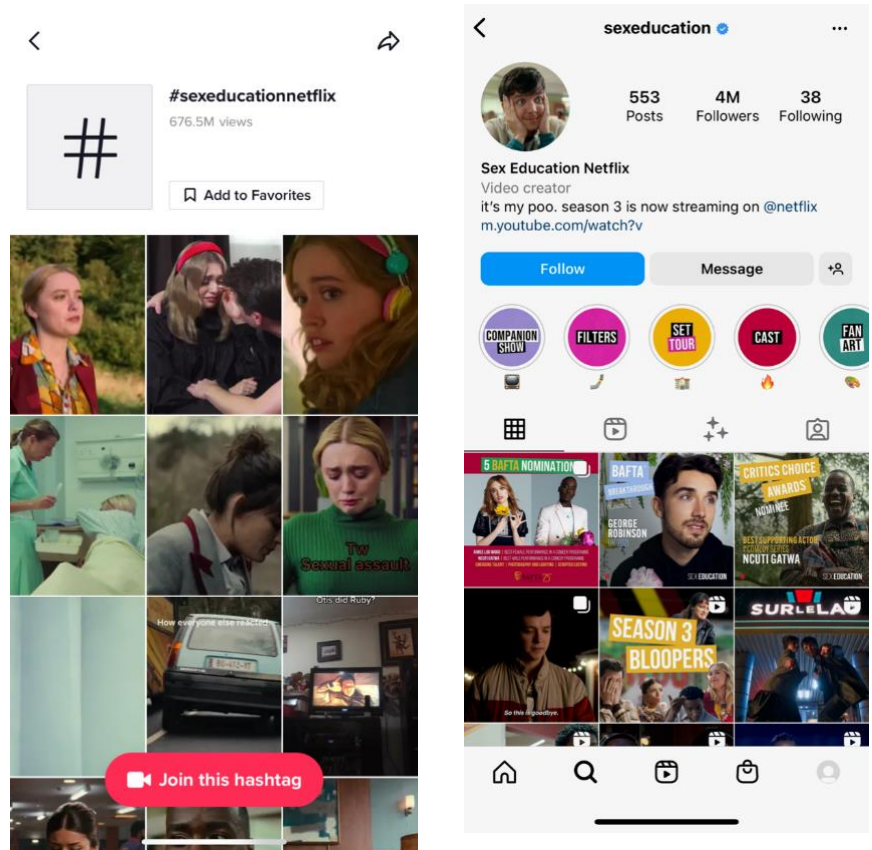 #sexeducationnetflix
676.5M views
Add to Favorites
Tw
Sexual assault
How everyone else reacted
Otis did Ruby?
Join this hashtag
sexeducation
553
4M
38
Posts
Followers
Following
Sex Education Netflix
Video creator
it's my poo. season 3 is now streaming on @netflix
m.youtube.com/watch?v
Follow
Message
COMPANION
SHOW
FILTERS
SET
TOUR
CAST
FAN
ART
5 BAFTA NOMINATION
BAFTA
BREAKTHROUGH
GEORGE
ROBINSON
SEX EDUCATION
CRITICS CHOICE
AWARDS
NOMINEE
BEST SUPPORTING ACTOR
COMEDY SERIES
NCUTI GATWA
SEX EDUCATION
So this is goodbye.
SEASON 3
BLOOPERS